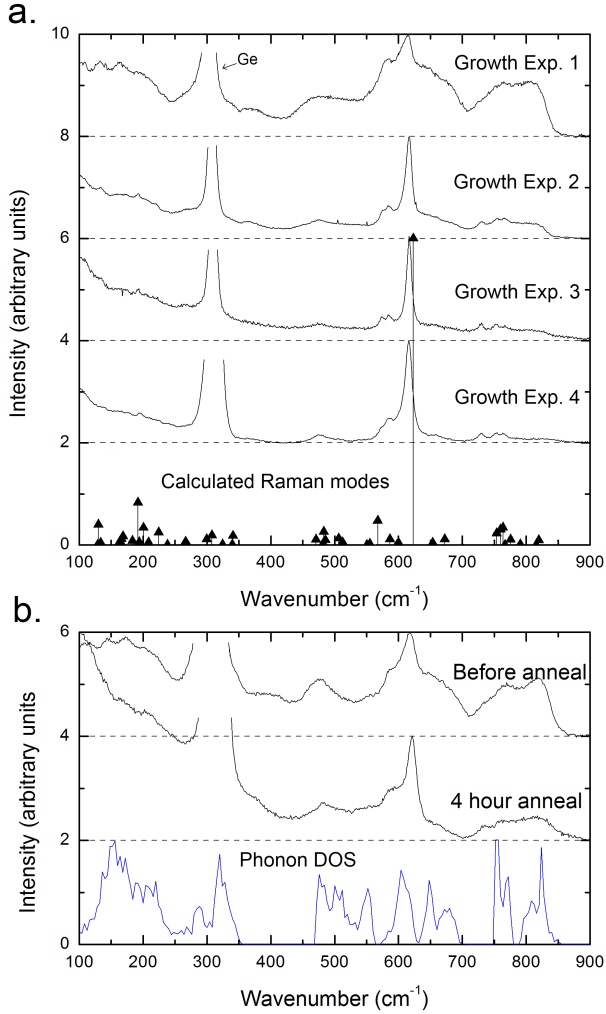 a.
10
8
6
4
2
0
Intensity (arbitrary units)
Ge
Growth Exp. 1
Growth Exp. 2
Growth Exp. 3
Growth Exp. 4
Calculated Raman modes
100 200 300 400 500 600 700 800 900
Wavenumber (cm⁻¹)
b.
6
4
2
0
Intensity (arbitrary units
Before anneal
4 hour anneal
Phonon DOS
100 200 300 400 500 600 700 800 900
Wavenumber (cm⁻¹)